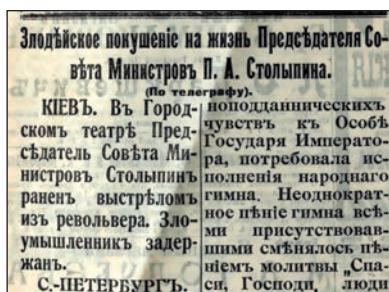 Злодѣйское покушеніе на жизнь Предсѣдателя Со-
вѣта Министровъ П. А. Столыпина.
(По телеграфу).
КІЕВЪ. Въ Город-
скомъ театрѣ Пред-
сѣдатель Совѣта Ми-
нистровъ Столыпинъ
раненъ выстрѣломъ
изъ револьвера. Зло-
умышленникъ задер-
жанъ.
С.-ПЕТЕРБУРГЪ.
ноподданническихъ
чувствъ къ Особѣ
Государя Императо-
ра, потребовала ис-
полненія народнаго
гимна. Неоднократ-
ное пѣніе гимна всѣ-
ми присутствовав-
шими смѣнялось пѣ-
ніемъ молитвы „Спа-
си, Господи, люди